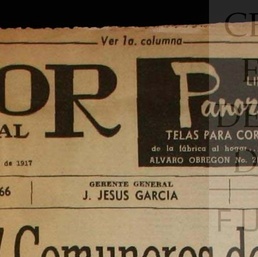 Ver 1a. columna
OR
AL
Panor
TELAS PARA COR
de la fábrica al hogar
ALVARO OBREGON No. 2
de 1917
66
GERENTE GENERAL
J. JESUS GARCIA
Comuneros de